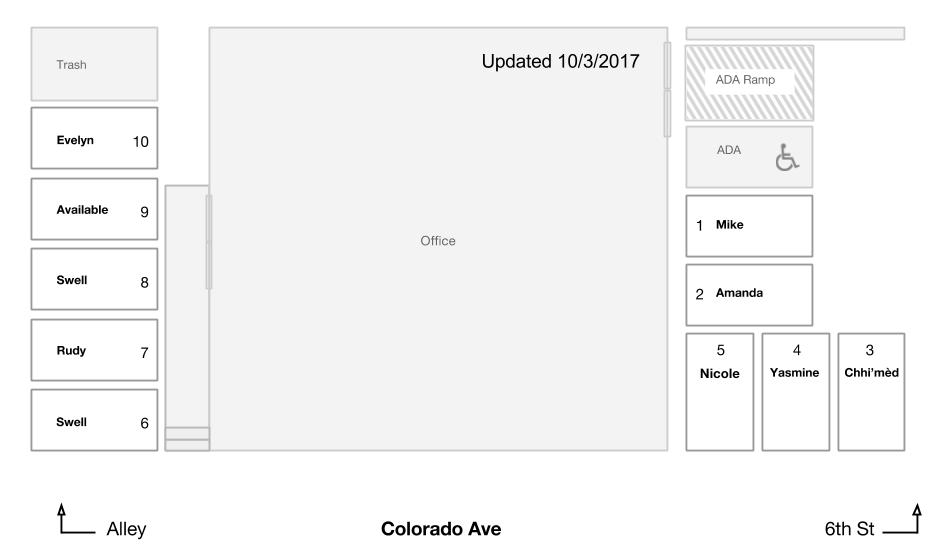 Trash
Updated 10/3/2017
ADA Ramp
Evelyn 10
ADA
Available 9
1 Mike
Office
Swell 8
2 Amanda
Rudy 7
5
Nicole
4
Yasmine
3
Chhi'mèd
Swell 6
Alley
Colorado Ave
6th St